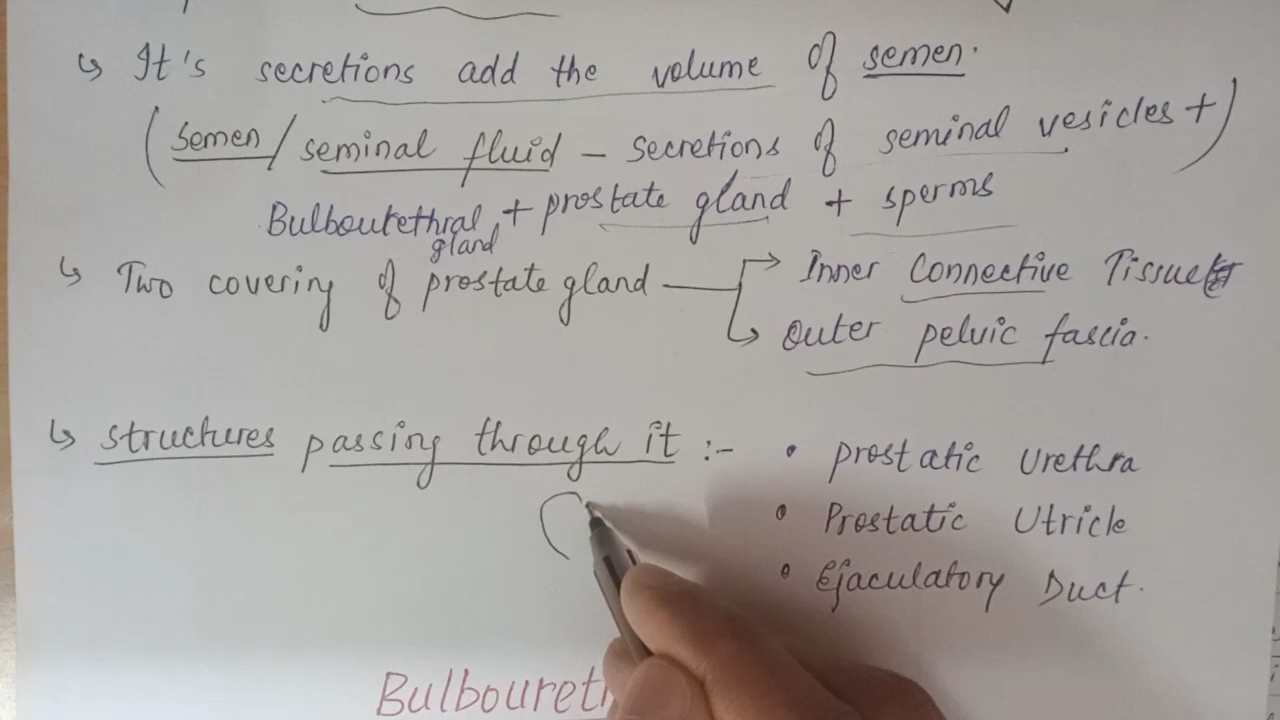 ↳ It's secretions add the volume of semen.
(semen/seminal fluid – secretions of seminal vesicles +)
Bulbourethral gland + prostate gland + sperms
↳ Two covering of prostate gland → Inner Connective Tissue
→ Outer pelvic fascia.
↳ structures passing through it :- • prostatic Urethra
• Prostatic Utricle
• Ejaculatory Duct.